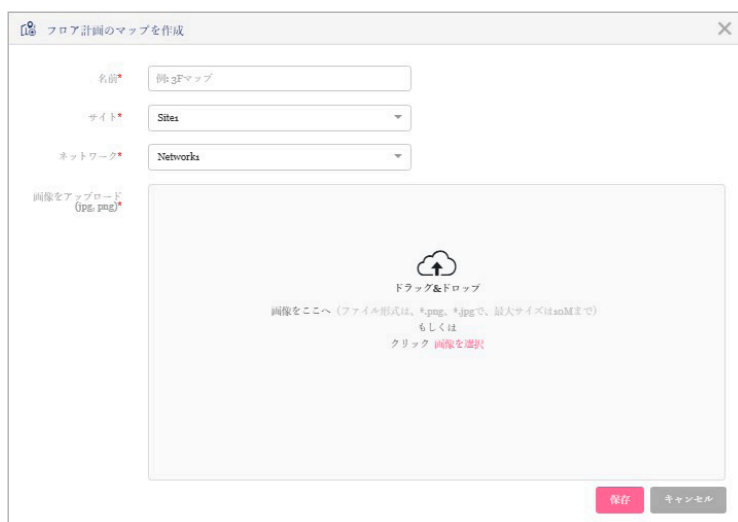 フロア計画のマップを作成
名前*
例: 3Fマップ
サイト*
Site1
ネットワーク*
Network1
画像をアップロード
(jpg, png)*
ドラッグ&ドロップ
画像をここへ（ファイル形式は、*.png、*.jpgで、最大サイズは10Mまで）
もしくは
クリック 画像を選択
保存
キャンセル